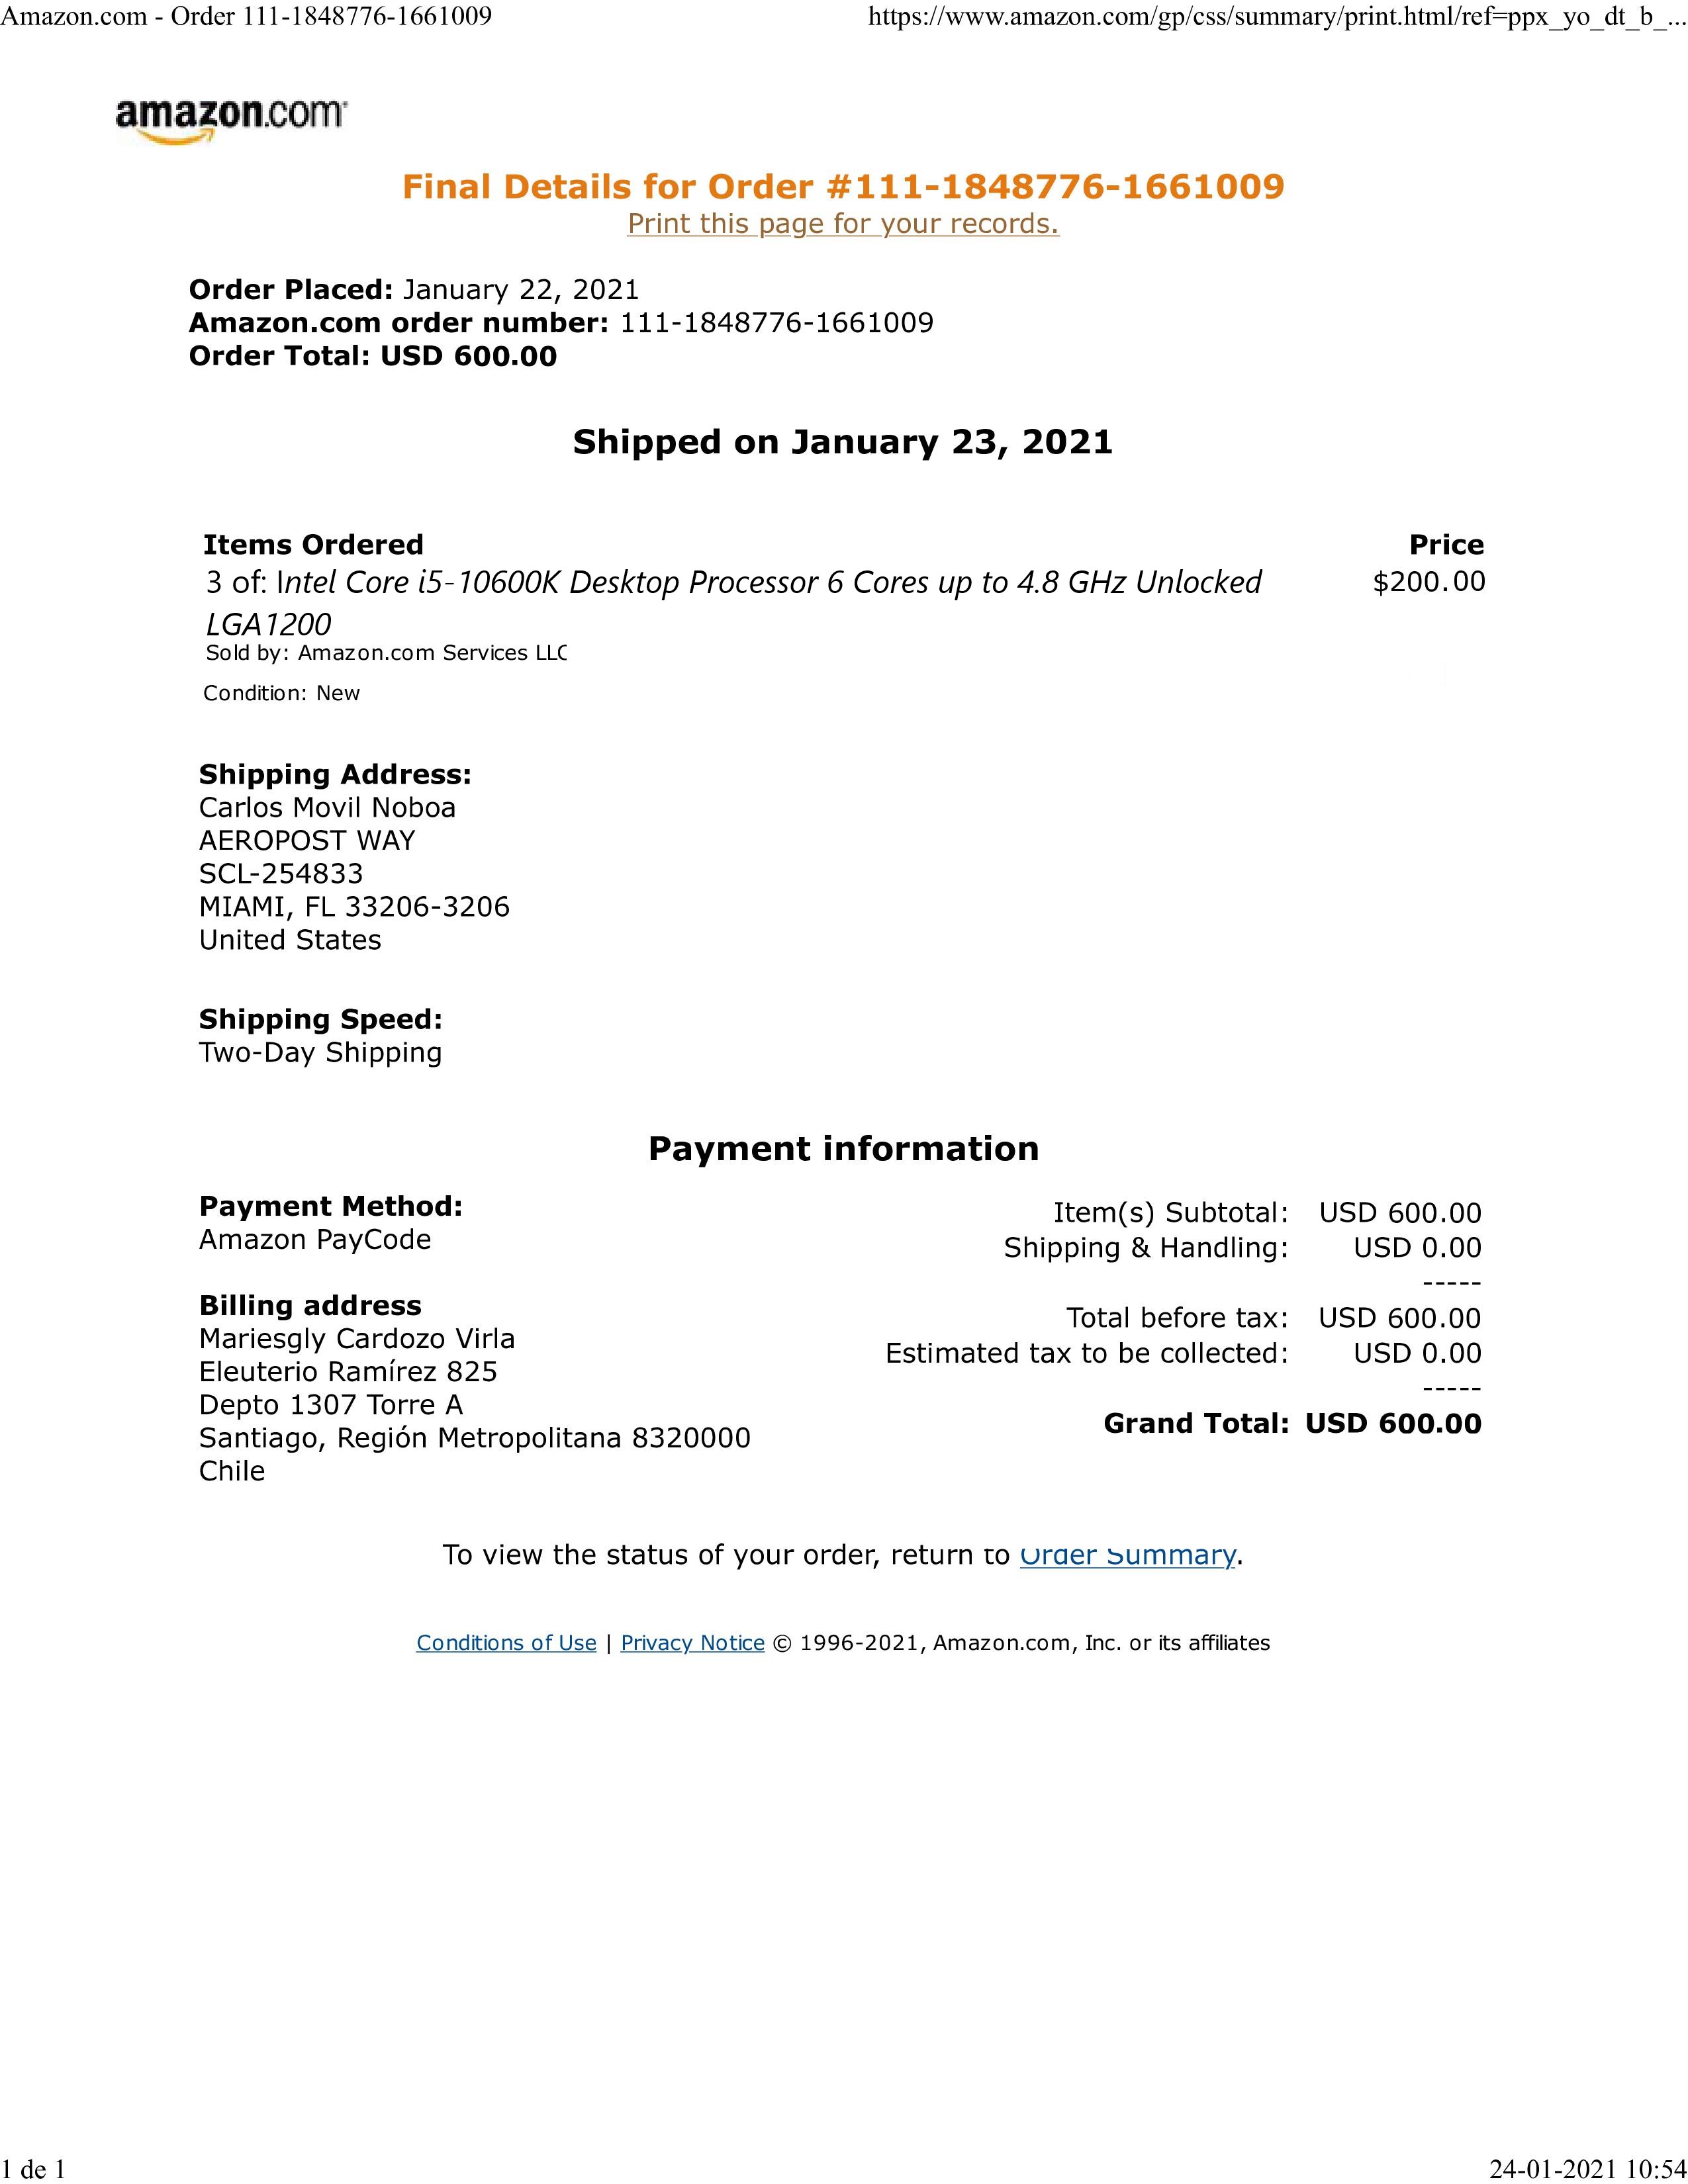 Amazon.com - Order 111-1848776-1661009
https://www.amazon.com/gp/css/summary/print.html/ref=ppx_yo_dt_b_...
amazon.com
Final Details for Order #111-1848776-1661009
Print this page for your records.
Order Placed: January 22, 2021
Amazon.com order number: 111-1848776-1661009
Order Total: USD 600.00
Shipped on January 23, 2021
Items Ordered Price
3 of: Intel Core i5-10600K Desktop Processor 6 Cores up to 4.8 GHz Unlocked $200.00
LGA1200
Sold by: Amazon.com Services LLC
Condition: New
Shipping Address:
Carlos Movil Noboa
AEROPOST WAY
SCL-254833
MIAMI, FL 33206-3206
United States
Shipping Speed:
Two-Day Shipping
Payment information
Payment Method:
Amazon PayCode
Billing address
Mariesgly Cardozo Virla
Eleuterio Ramírez 825
Depto 1307 Torre A
Santiago, Región Metropolitana 8320000
Chile
Item(s) Subtotal: USD 600.00
Shipping & Handling: USD 0.00
-----
Total before tax: USD 600.00
Estimated tax to be collected: USD 0.00
-----
Grand Total: USD 600.00
To view the status of your order, return to Order Summary.
Conditions of Use | Privacy Notice © 1996-2021, Amazon.com, Inc. or its affiliates
1 de 1
24-01-2021 10:54